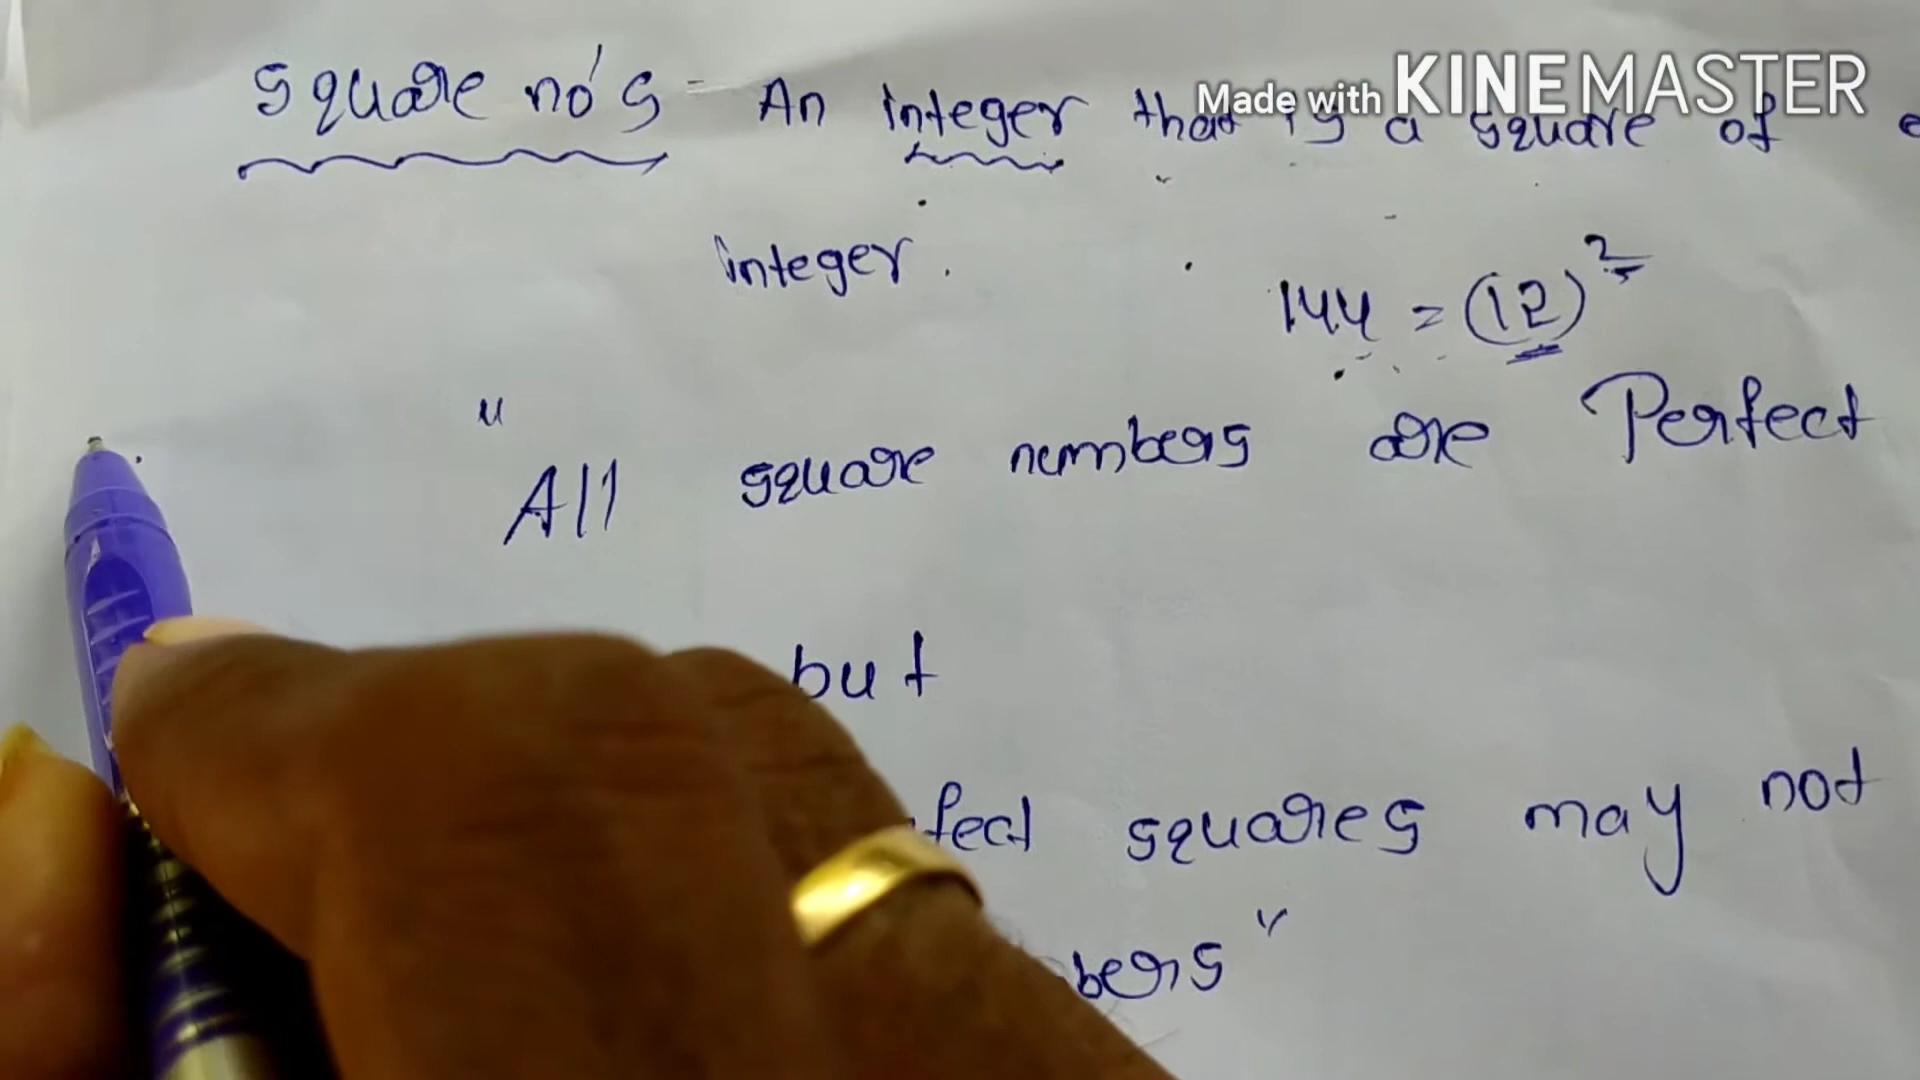 square no's - An integer that is a square of
integer.
144 = (12)²
"All square numbers are Perfect
but
fect squares may not
bers"
Made with KINEMASTER